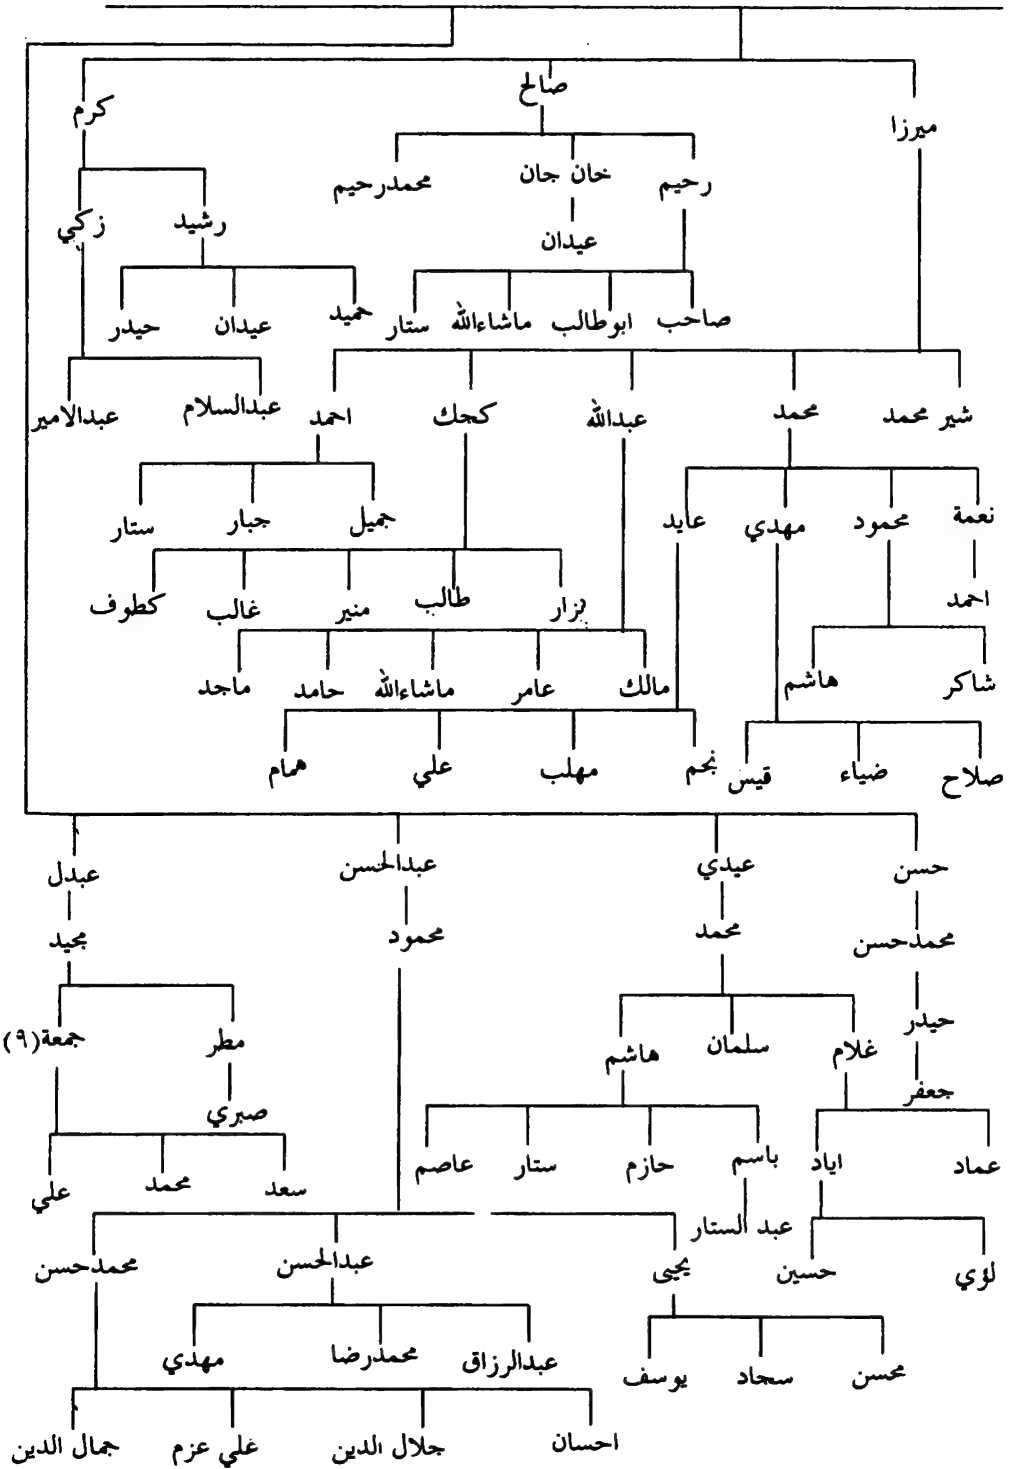 ميرزا صالح كرم
رحيم خان جان محمدرحيم
رشيد زكي
عيدان
صاحب ابوطالب ماشاءالله ستار
حميد عيدان حيدر
شير محمد محمد عبدالله كجك احمد
عبدالسلام عبدالامير
نعمة محمود مهدي عايد
جميل جبار ستار
احمد
نزار طالب منير غالب كطوف
شاكر هاشم
مالك عامر ماشاءالله حامد ماجد
صلاح ضياء قيس
نجم مهلب علي همام
حسن عيدي عبدالحسن عبدل
محمدحسن محمد محمود مجيد
حيدر
غلام سلمان هاشم
مطر جمعة(٩)
جعفر
صبري
عماد اياد
باسم حازم ستار عاصم
سعد محمد علي
عبد الستار
لؤي حسين
يحيى عبدالحسن محمدحسن
محسن سجاد يوسف
عبدالرزاق محمدرضا مهدي
احسان جلال الدين علي عزم جمال الدين